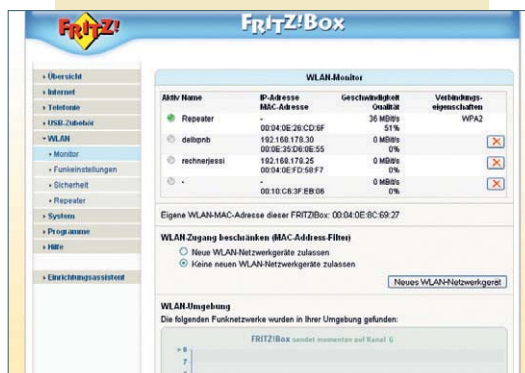 FRITZ!
FRITZ!Box
Übersicht
Internet
Telefonie
USB-Zubehör
WLAN
Monitor
Funkeinstellungen
Sicherheit
Repeater
System
Programme
Hilfe
Einrichtungsassistent
WLAN-Monitor
Aktiv Name IP-Adresse MAC-Adresse Geschwindigkeit Qualität Verbindungs-eigenschaften
Repeater - 36 MBit/s WPA2
00:04:0E:26:CD:6F 51%
dellxpnb 192.168.178.30 0 MBit/s
00:0E:35:D6:0E:55 0%
rechnerjessi 192.168.178.25 0 MBit/s
00:04:0E:FD:58:F7 0%
- - 0 MBit/s
00:10:C6:3F:EB:06 0%
Eigene WLAN-MAC-Adresse dieser FRITZ!Box: 00:04:0E:8C:69:27
WLAN-Zugang beschränken (MAC-Address-Filter)
Neue WLAN-Netzwerkgeräte zulassen
Keine neuen WLAN-Netzwerkgeräte zulassen
Neues WLAN-Netzwerkgerät
WLAN-Umgebung
Die folgenden Funknetzwerke wurden in Ihrer Umgebung gefunden:
FRITZ!Box sendet momentan auf Kanal 6
7